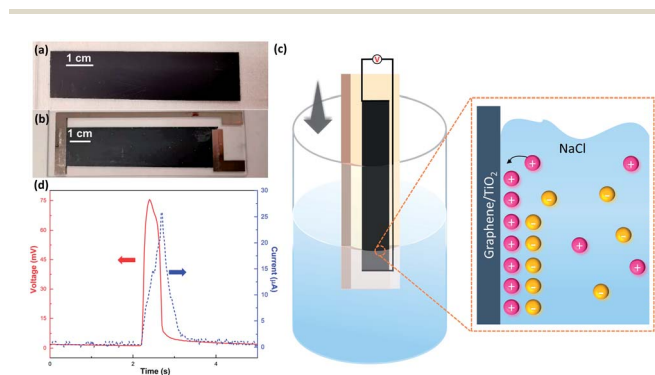 (a)
1 cm
(b)
1 cm
(c)
V
NaCl
Graphene/TiO₂
(d)
Voltage (mV)
75
60
45
30
15
0
Current (µA)
30
25
20
15
10
5
0
0
2
4
Time (s)